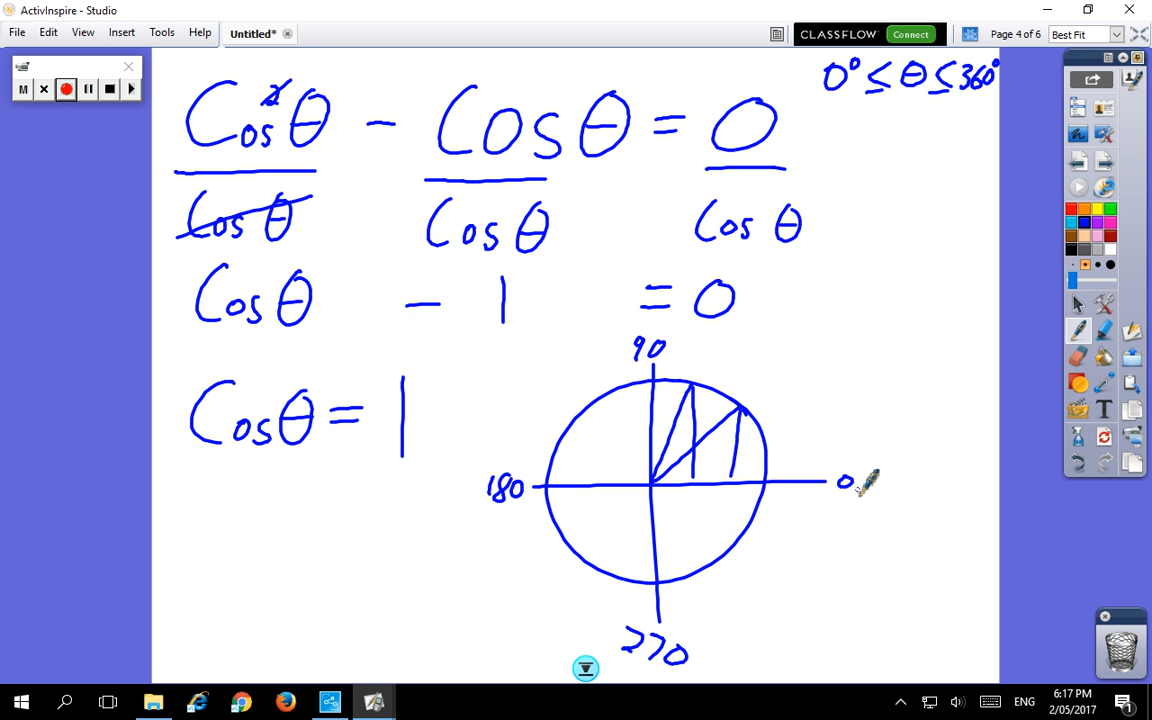 ActivInspire - Studio
File Edit View Insert Tools Help Untitled* CLASSFLOW Connect Page 4 of 6 Best Fit
M
0° ≤ θ ≤ 360°
Cos²θ - Cosθ = 0
Cosθ Cosθ Cosθ
Cosθ - 1 = 0
90
Cosθ = 1
180 0
270
T
ENG 6:17 PM
2/05/2017 1